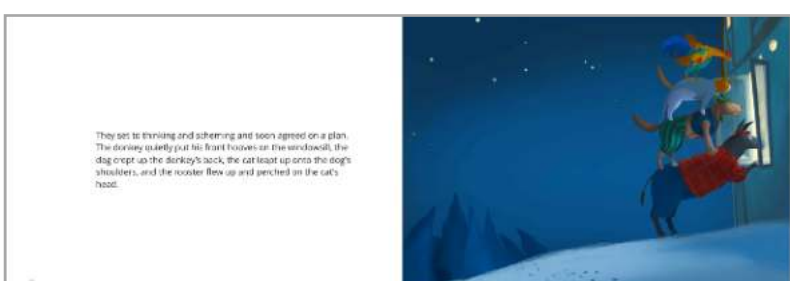 They set to thinking and scheming and soon agreed on a plan.
The donkey quietly put his front hooves on the windowsill, the
dog crept up the donkey's back, the cat leapt up onto the dog's
shoulders, and the rooster flew up and perched on the cat's
head.